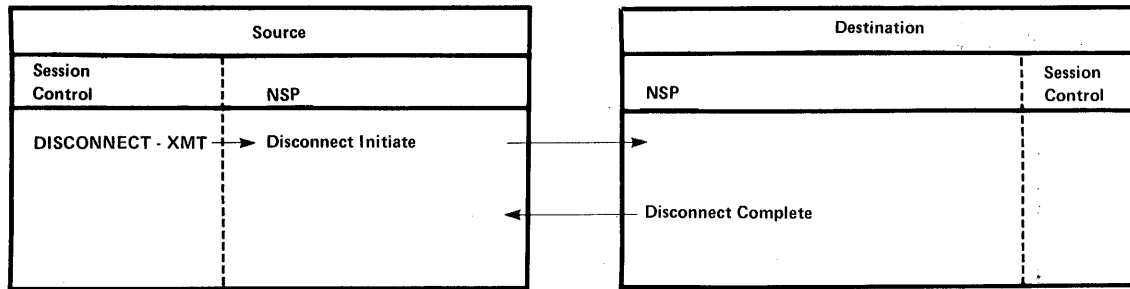 Source
Session
Control
NSP
DISCONNECT - XMT
Disconnect Initiate
Destination
NSP
Session
Control
Disconnect Complete